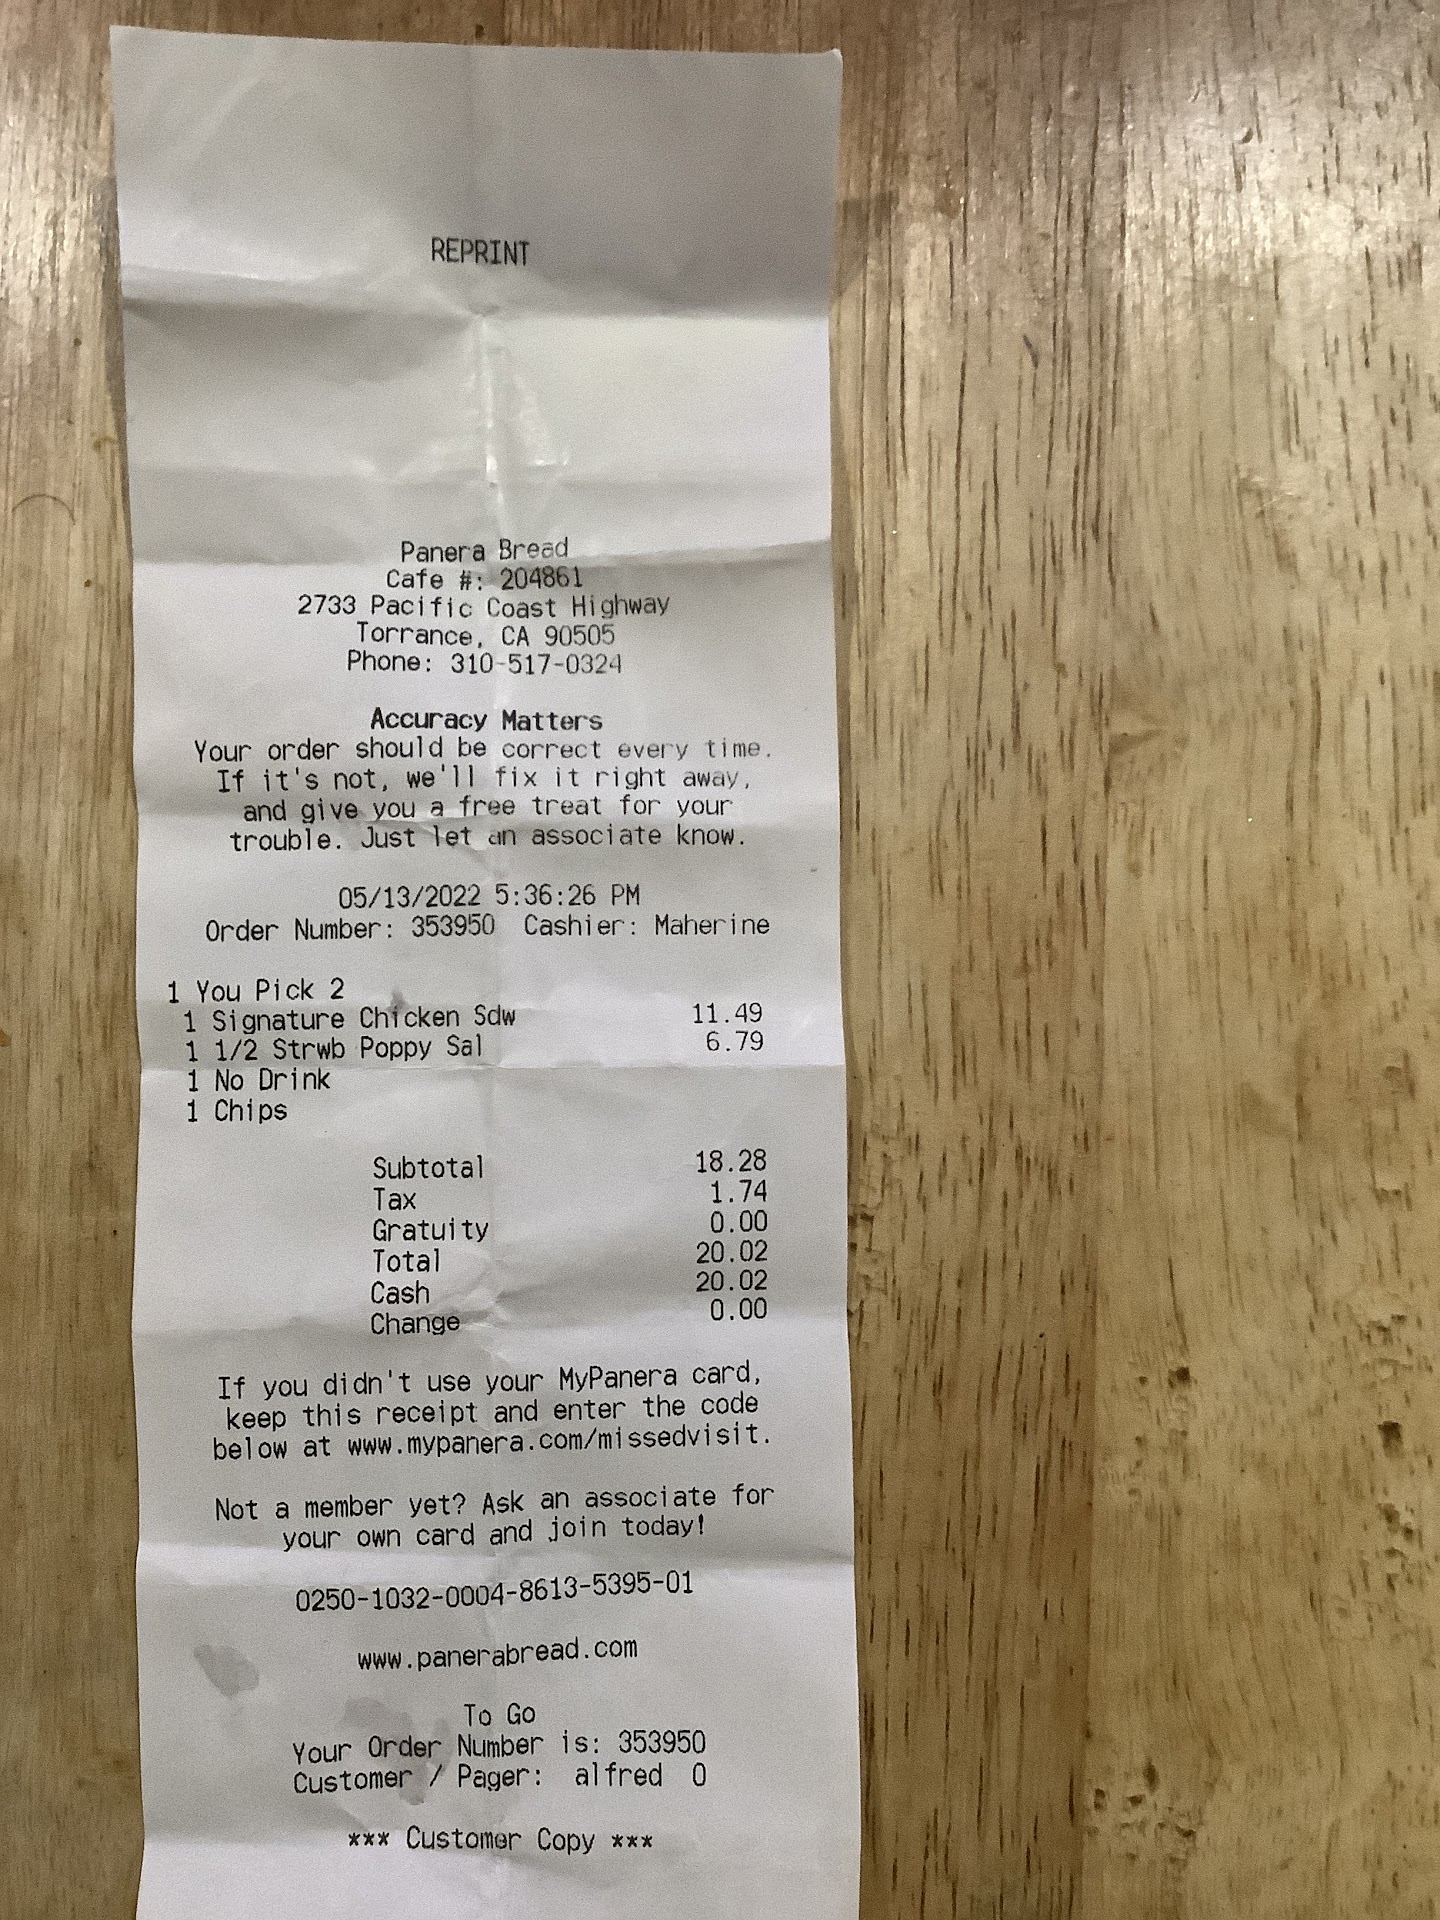 REPRINT
Panera Bread
Cafe #: 204861
2733 Pacific Coast Highway
Torrance, CA 90505
Phone: 310-517-0324
Accuracy Matters
Your order should be correct every time.
If it's not, we'll fix it right away,
and give you a free treat for your
trouble. Just let an associate know.
05/13/2022 5:36:26 PM
Order Number: 353950 Cashier: Maherine
1 You Pick 2
1 Signature Chicken Sdw 11.49
1 1/2 Strwb Poppy Sal 6.79
1 No Drink
1 Chips
Subtotal 18.28
Tax 1.74
Gratuity 0.00
Total 20.02
Cash 20.02
Change 0.00
If you didn't use your MyPanera card,
keep this receipt and enter the code
below at www.mypanera.com/missedvisit.
Not a member yet? Ask an associate for
your own card and join today!
0250-1032-0004-8613-5395-01
www.panerabread.com
To Go
Your Order Number is: 353950
Customer / Pager: alfred 0
*** Customer Copy ***